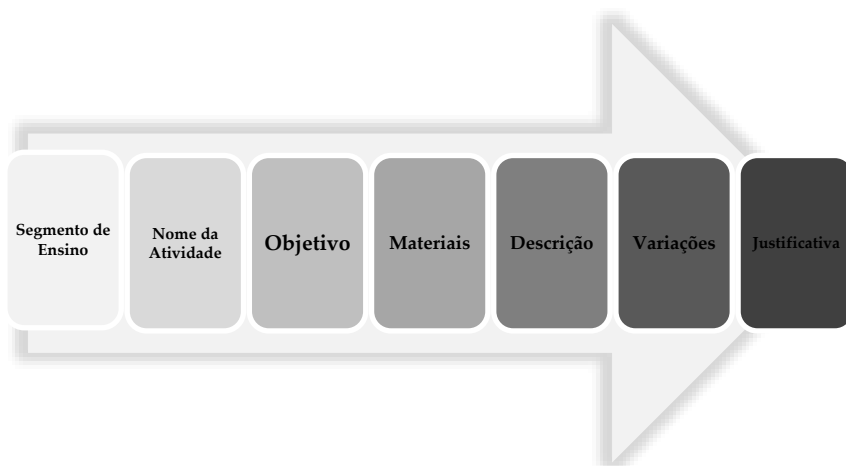 Segmento de
Ensino
Nome da
Atividade
Objetivo
Materiais
Descrição
Variações
Justificativa